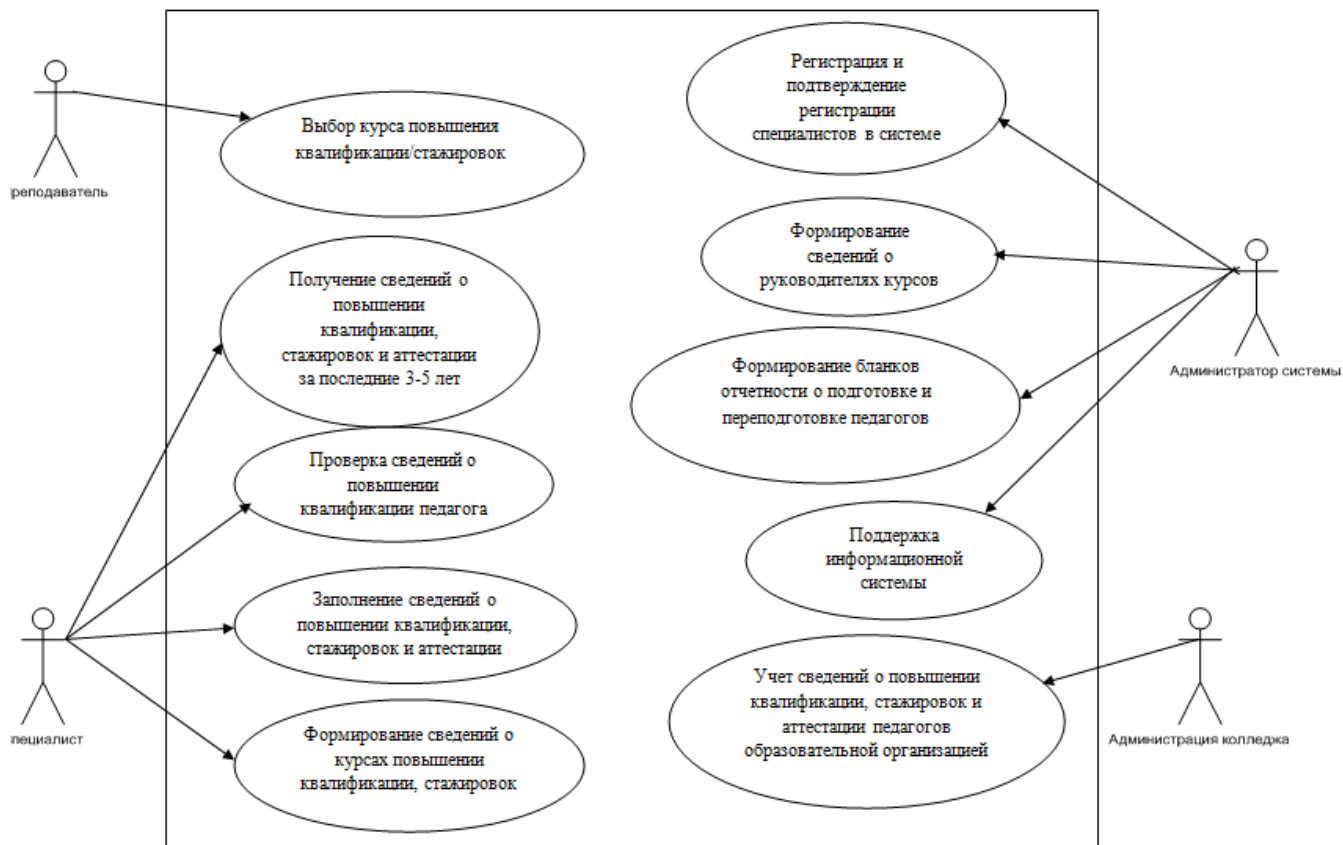 Выбор курса повышения
квалификации/стажировок
реподаватель
Получение сведений о
повышении
квалификации,
стажировок и аттестации
за последние 3-5 лет
Проверка сведений о
повышении
квалификации педагога
Заполнение сведений о
повышении квалификации,
стажировок и аттестации
Формирование сведений о
курсах повышении
квалификации, стажировок
пециалист
Регистрация и
подтверждение
регистрации
специалистов в системе
Формирование
сведений о
руководителях курсов
Формирование бланков
отчетности о подготовке и
переподготовке педагогов
Поддержка
информационной
системы
Учет сведений о повышении
квалификации, стажировок и
аттестации педагогов
образовательной организацией
Администратор системы
Администрация колледжа